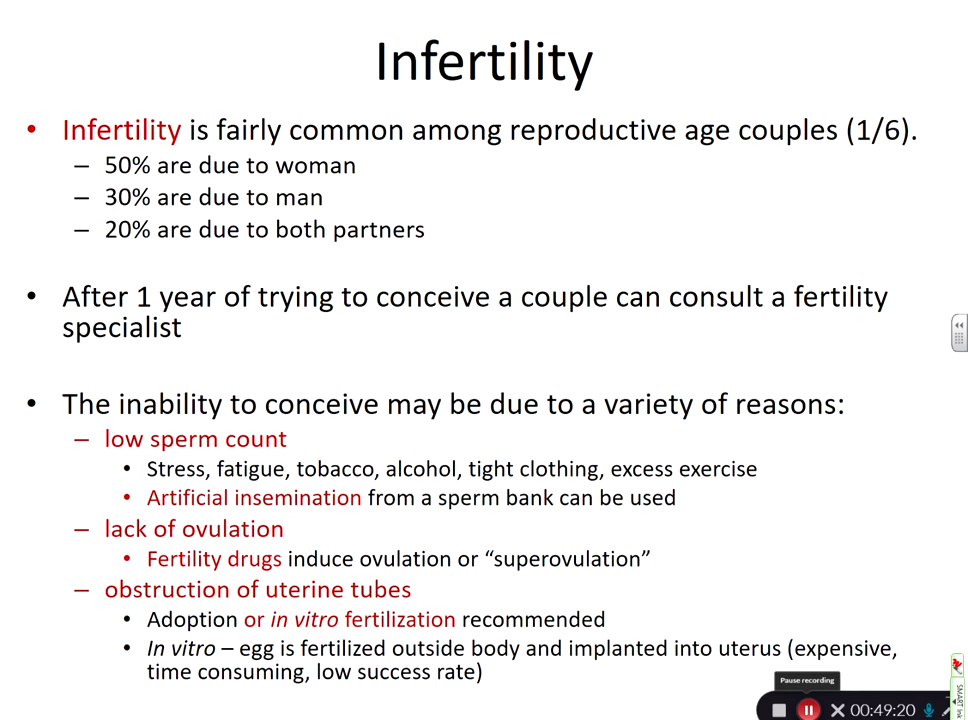 Infertility
• Infertility is fairly common among reproductive age couples (1/6).
– 50% are due to woman
– 30% are due to man
– 20% are due to both partners
• After 1 year of trying to conceive a couple can consult a fertility
specialist
• The inability to conceive may be due to a variety of reasons:
– low sperm count
• Stress, fatigue, tobacco, alcohol, tight clothing, excess exercise
• Artificial insemination from a sperm bank can be used
– lack of ovulation
• Fertility drugs induce ovulation or “superovulation”
– obstruction of uterine tubes
• Adoption or in vitro fertilization recommended
• In vitro – egg is fertilized outside body and implanted into uterus (expensive,
time consuming, low success rate)
Pause recording
00:49:20
SMART Ink